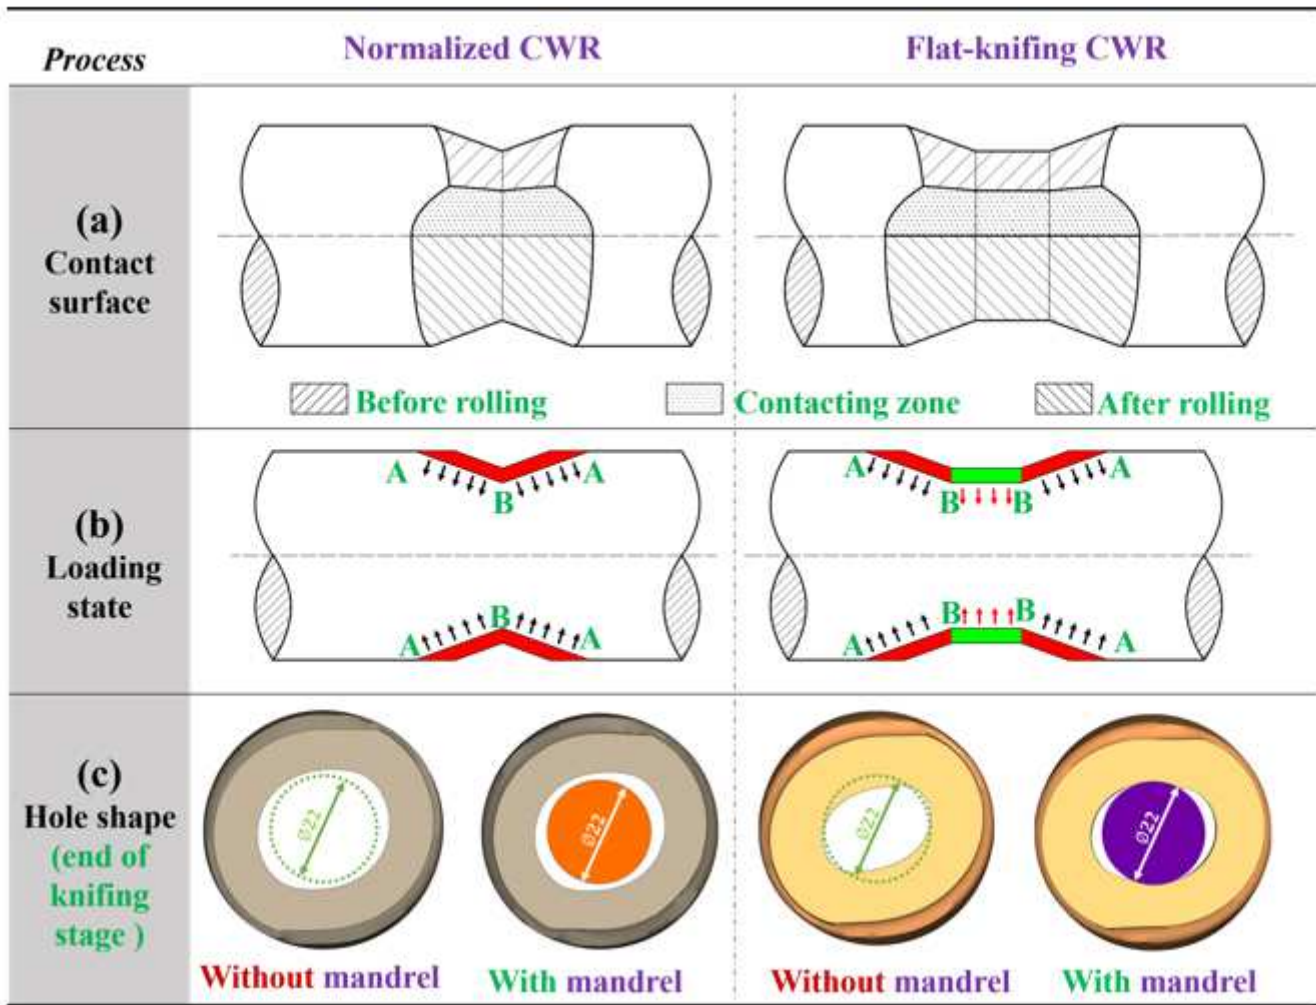 Process
Normalized CWR
Flat-knifing CWR
(a)
Contact
surface
Before rolling
Contacting zone
After rolling
(b)
Loading
state
A
A
B
A
B
A
A
B
B
A
A
B
B
A
(c)
Hole shape
(end of
knifing
stage )
Ø22
Ø22
Ø22
Ø22
Without mandrel
With mandrel
Without mandrel
With mandrel